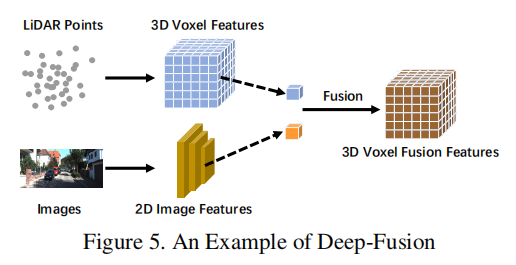 LiDAR Points
3D Voxel Features
Fusion
3D Voxel Fusion Features
Images
2D Image Features
Figure 5. An Example of Deep-Fusion